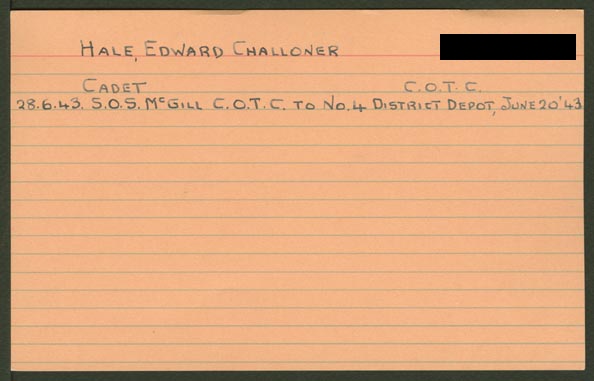 HALE, EDWARD CHALLONER
CADET C.O.T.C.
28.6.43. S.O.S. McGILL C.O.T.C. TO No.4 DISTRICT DEPOT, JUNE 20'43